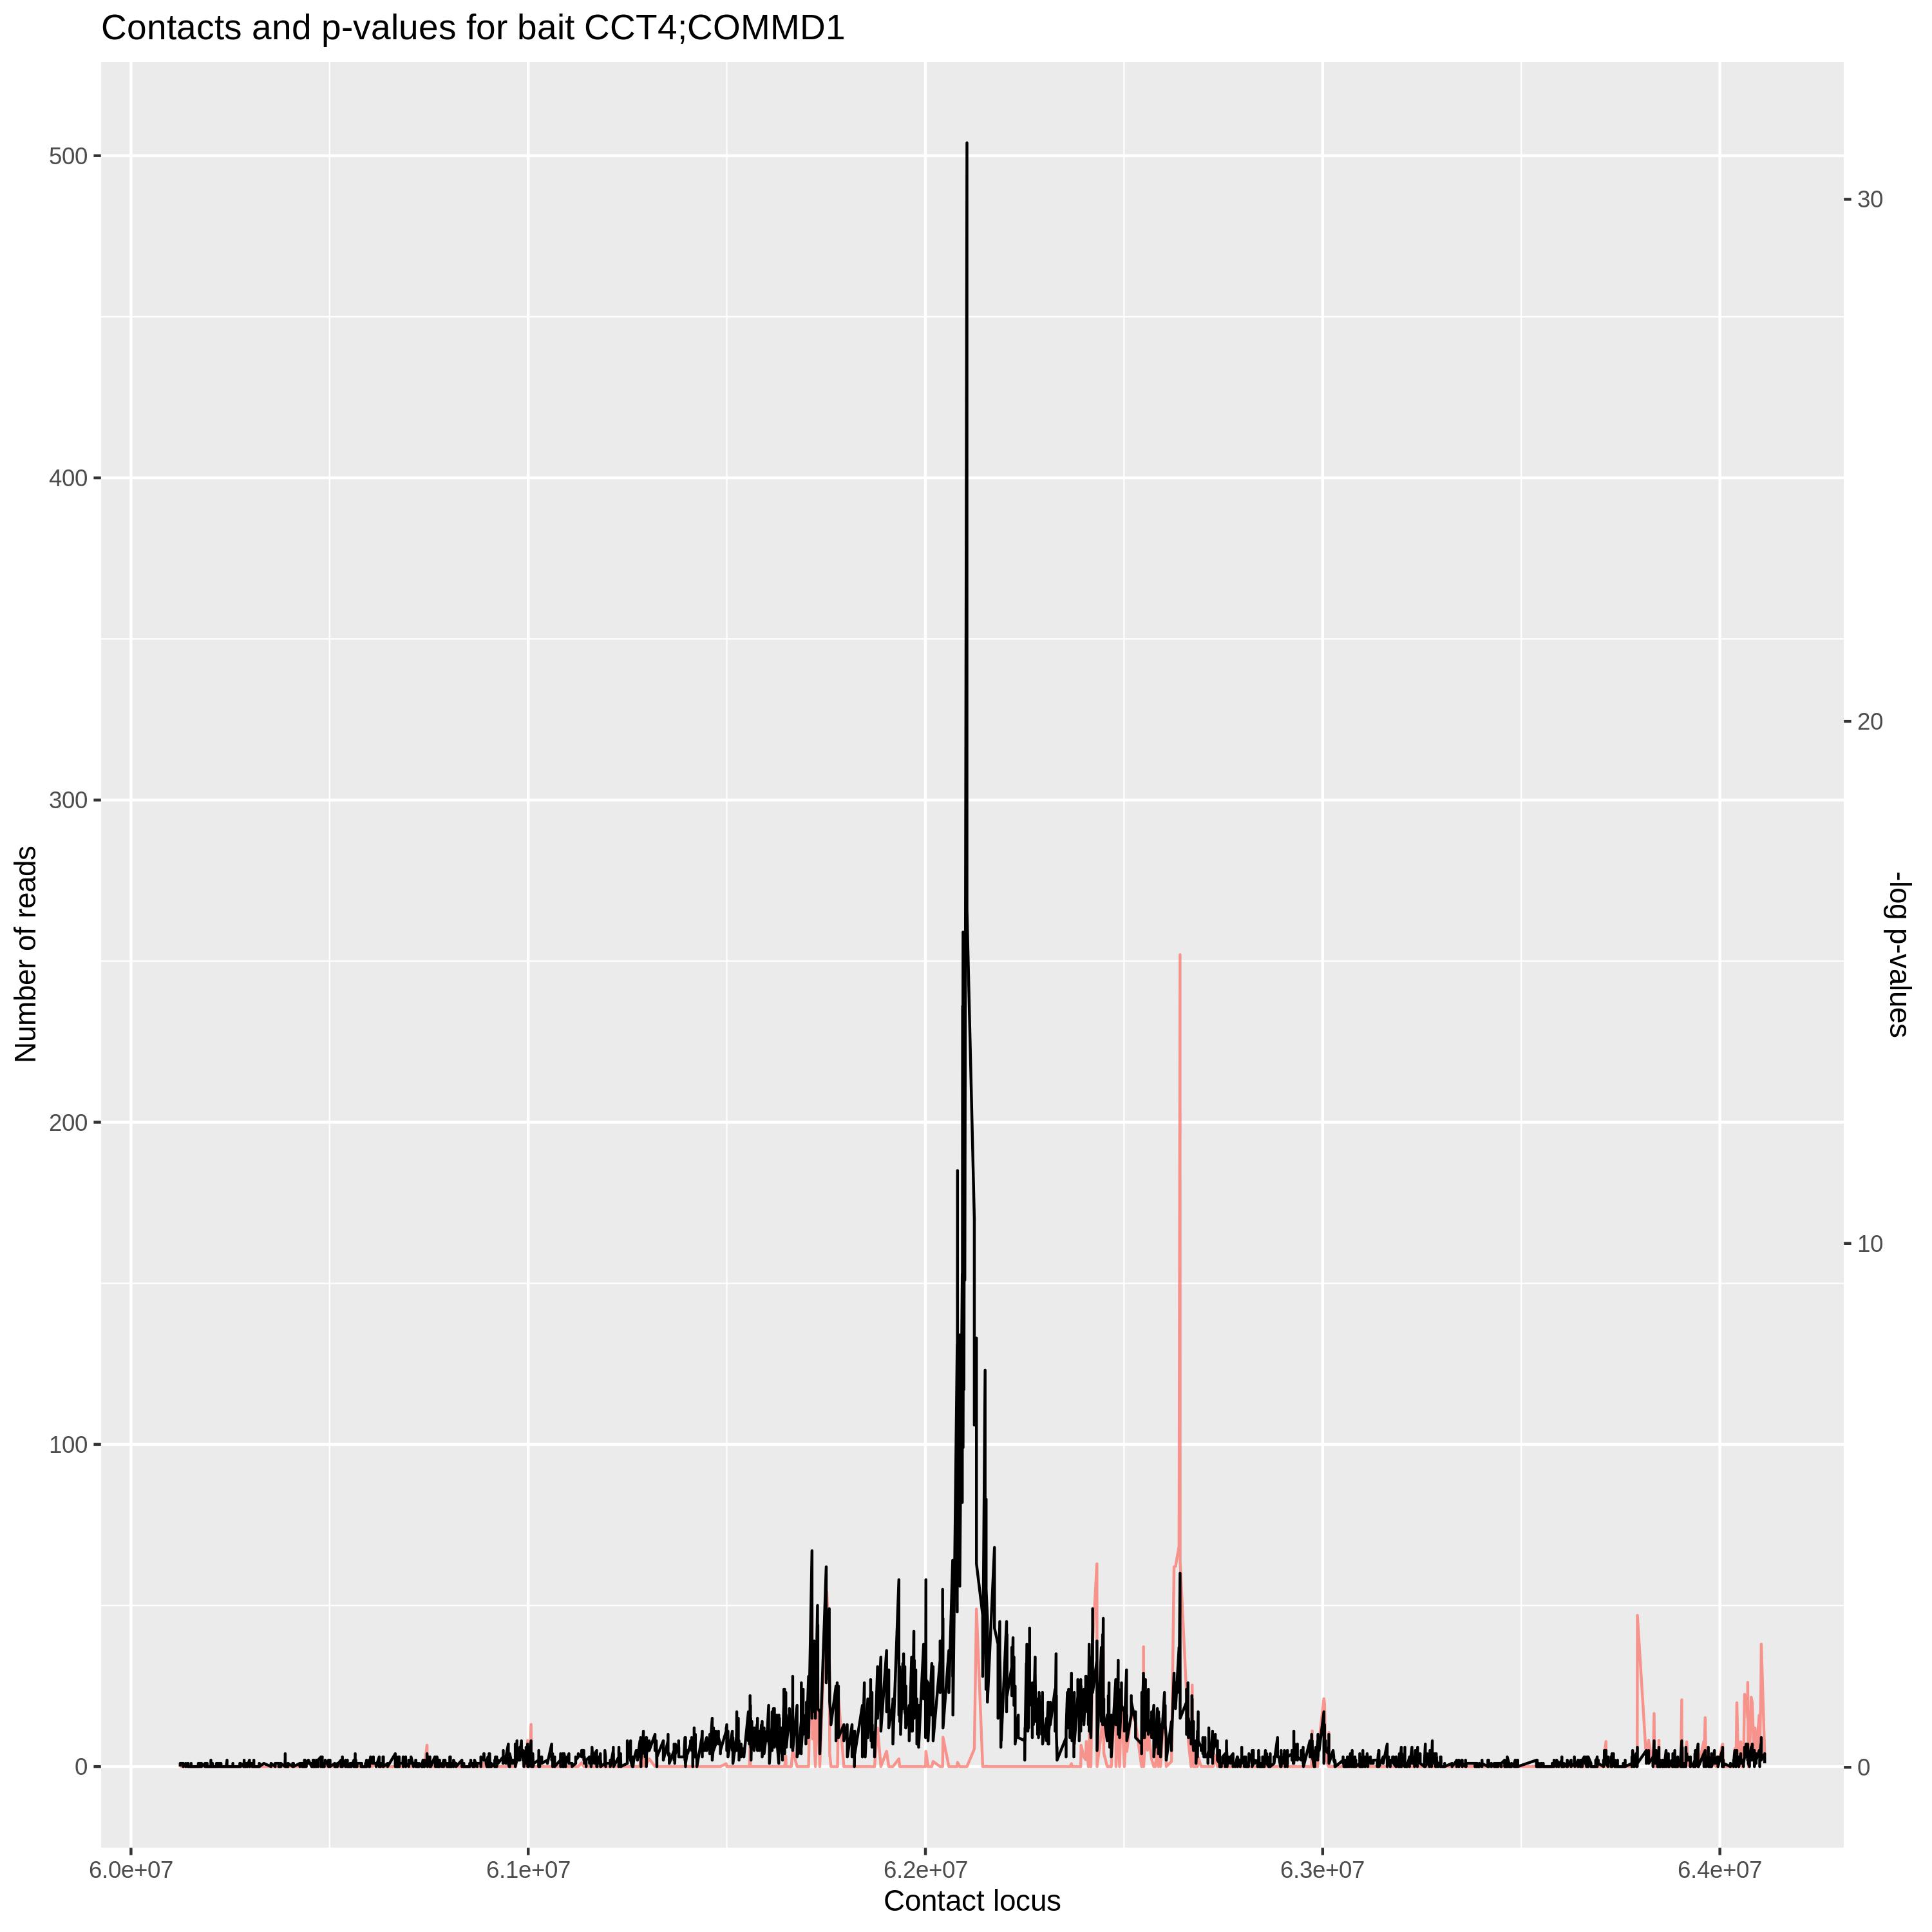 Contacts and p-values for bait CCT4;COMMD1
500
400
300
200
100
0
Number of reads
30
20
10
0
-log p-values
6.0e+07
6.1e+07
6.2e+07
6.3e+07
6.4e+07
Contact locus